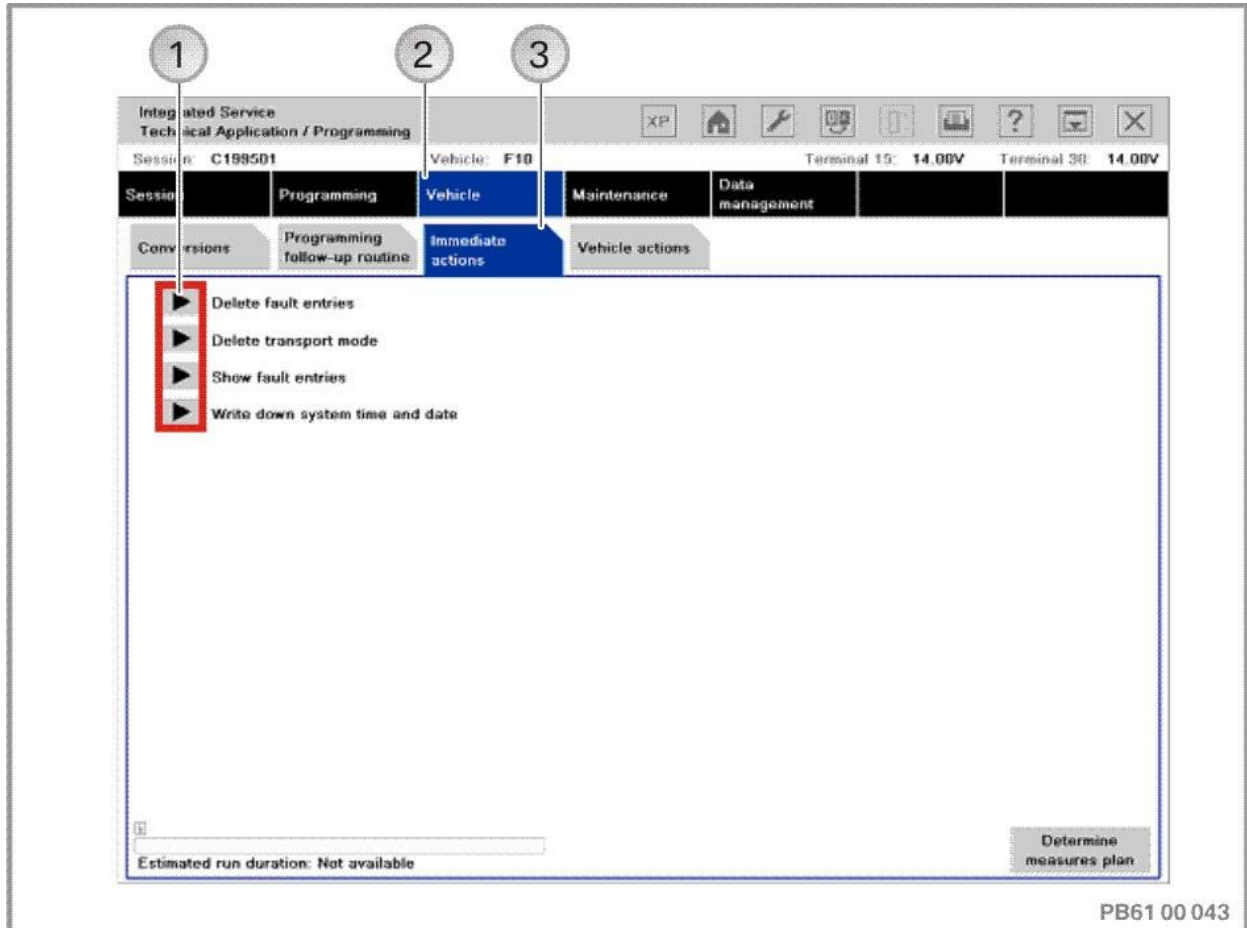 1 2 3
Integrated Service
Technical Application / Programming
XP
?
Session: C199501 Vehicle: F10 Terminal 15: 14.00V Terminal 30: 14.00V
Session Programming Vehicle Maintenance Data management
Conversions Programming follow-up routine Immediate actions Vehicle actions
Delete fault entries
Delete transport mode
Show fault entries
Write down system time and date
Estimated run duration: Not available
Determine
measures plan
PB61 00 043